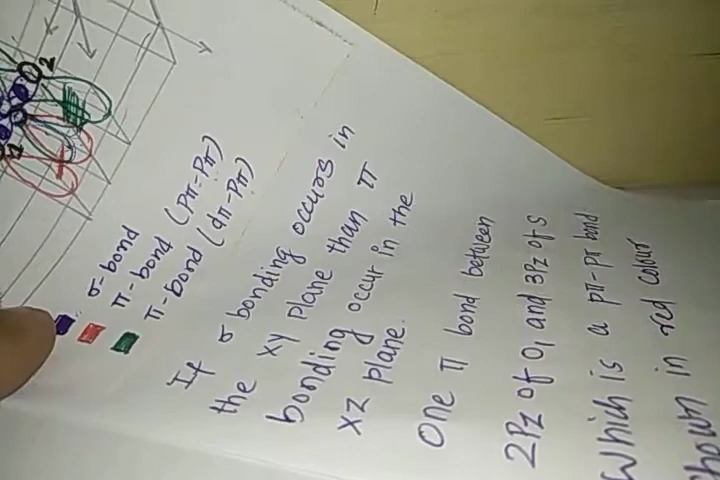 O2
σ-bond
π-bond (Pπ-Pπ)
π-bond (dπ-Pπ)
If σ bonding occurs in
the xy plane than π
bonding occur in the
xz plane.
One π bond between
2Pz of O1 and 3Pz of S
Which is a pπ-pπ bond
hown in red colour